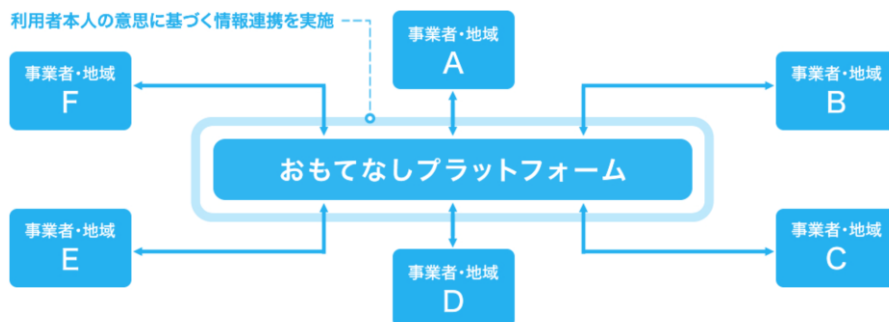 利用者本人の意思に基づく情報連携を実施
事業者・地域
A
事業者・地域
F
事業者・地域
B
おもてなしプラットフォーム
事業者・地域
E
事業者・地域
C
事業者・地域
D